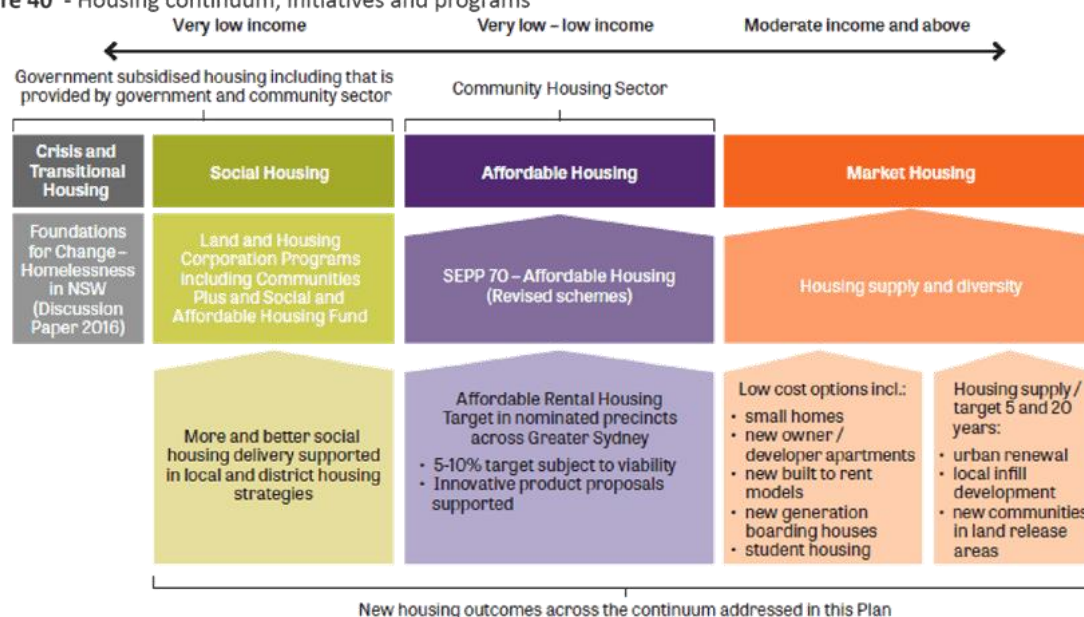 re 40 - Housing continuum, initiatives and programs
Very low income
Very low – low income
Moderate income and above
Government subsidised housing including that is
provided by government and community sector
Community Housing Sector
Crisis and
Transitional
Housing
Social Housing
Affordable Housing
Market Housing
Foundations
for Change –
Homelessness
in NSW
(Discussion
Paper 2016)
Land and Housing
Corporation Programs
including Communities
Plus and Social and
Affordable Housing Fund
SEPP 70 – Affordable Housing
(Revised schemes)
Housing supply and diversity
More and better social
housing delivery supported
in local and district housing
strategies
Affordable Rental Housing
Target in nominated precincts
across Greater Sydney
• 5-10% target subject to viability
• Innovative product proposals
supported
Low cost options incl.:
• small homes
• new owner /
developer apartments
• new built to rent
models
• new generation
boarding houses
• student housing
Housing supply /
target 5 and 20
years:
• urban renewal
• local infill
development
• new communities
in land release
areas
New housing outcomes across the continuum addressed in this Plan